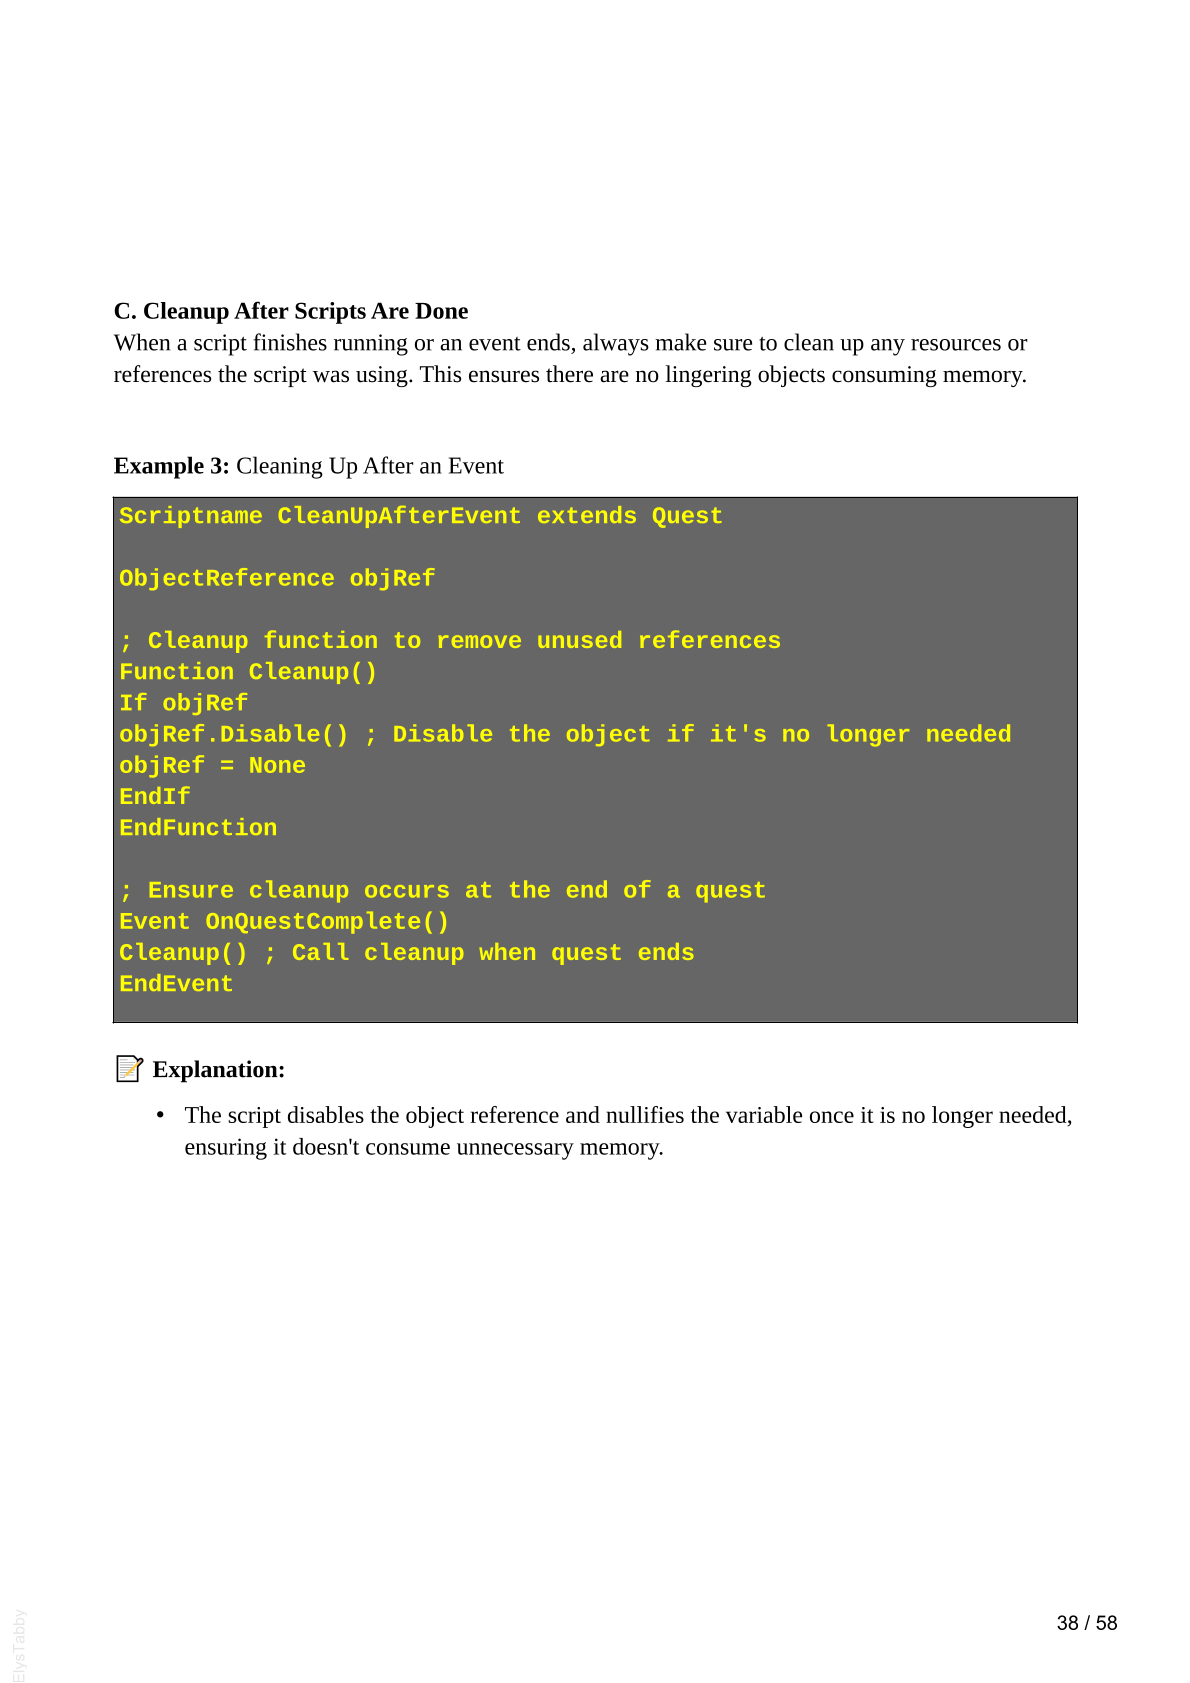 C. Cleanup After Scripts Are Done
When a script finishes running or an event ends, always make sure to clean up any resources or
references the script was using. This ensures there are no lingering objects consuming memory.
Example 3: Cleaning Up After an Event
Scriptname CleanUpAfterEvent extends Quest
ObjectReference objRef
; Cleanup function to remove unused references
Function Cleanup()
If objRef
objRef.Disable() ; Disable the object if it's no longer needed
objRef = None
EndIf
EndFunction
; Ensure cleanup occurs at the end of a quest
Event OnQuestComplete()
Cleanup() ; Call cleanup when quest ends
EndEvent
📝 Explanation:
• The script disables the object reference and nullifies the variable once it is no longer needed,
ensuring it doesn't consume unnecessary memory.
38 / 58
ElysTabby